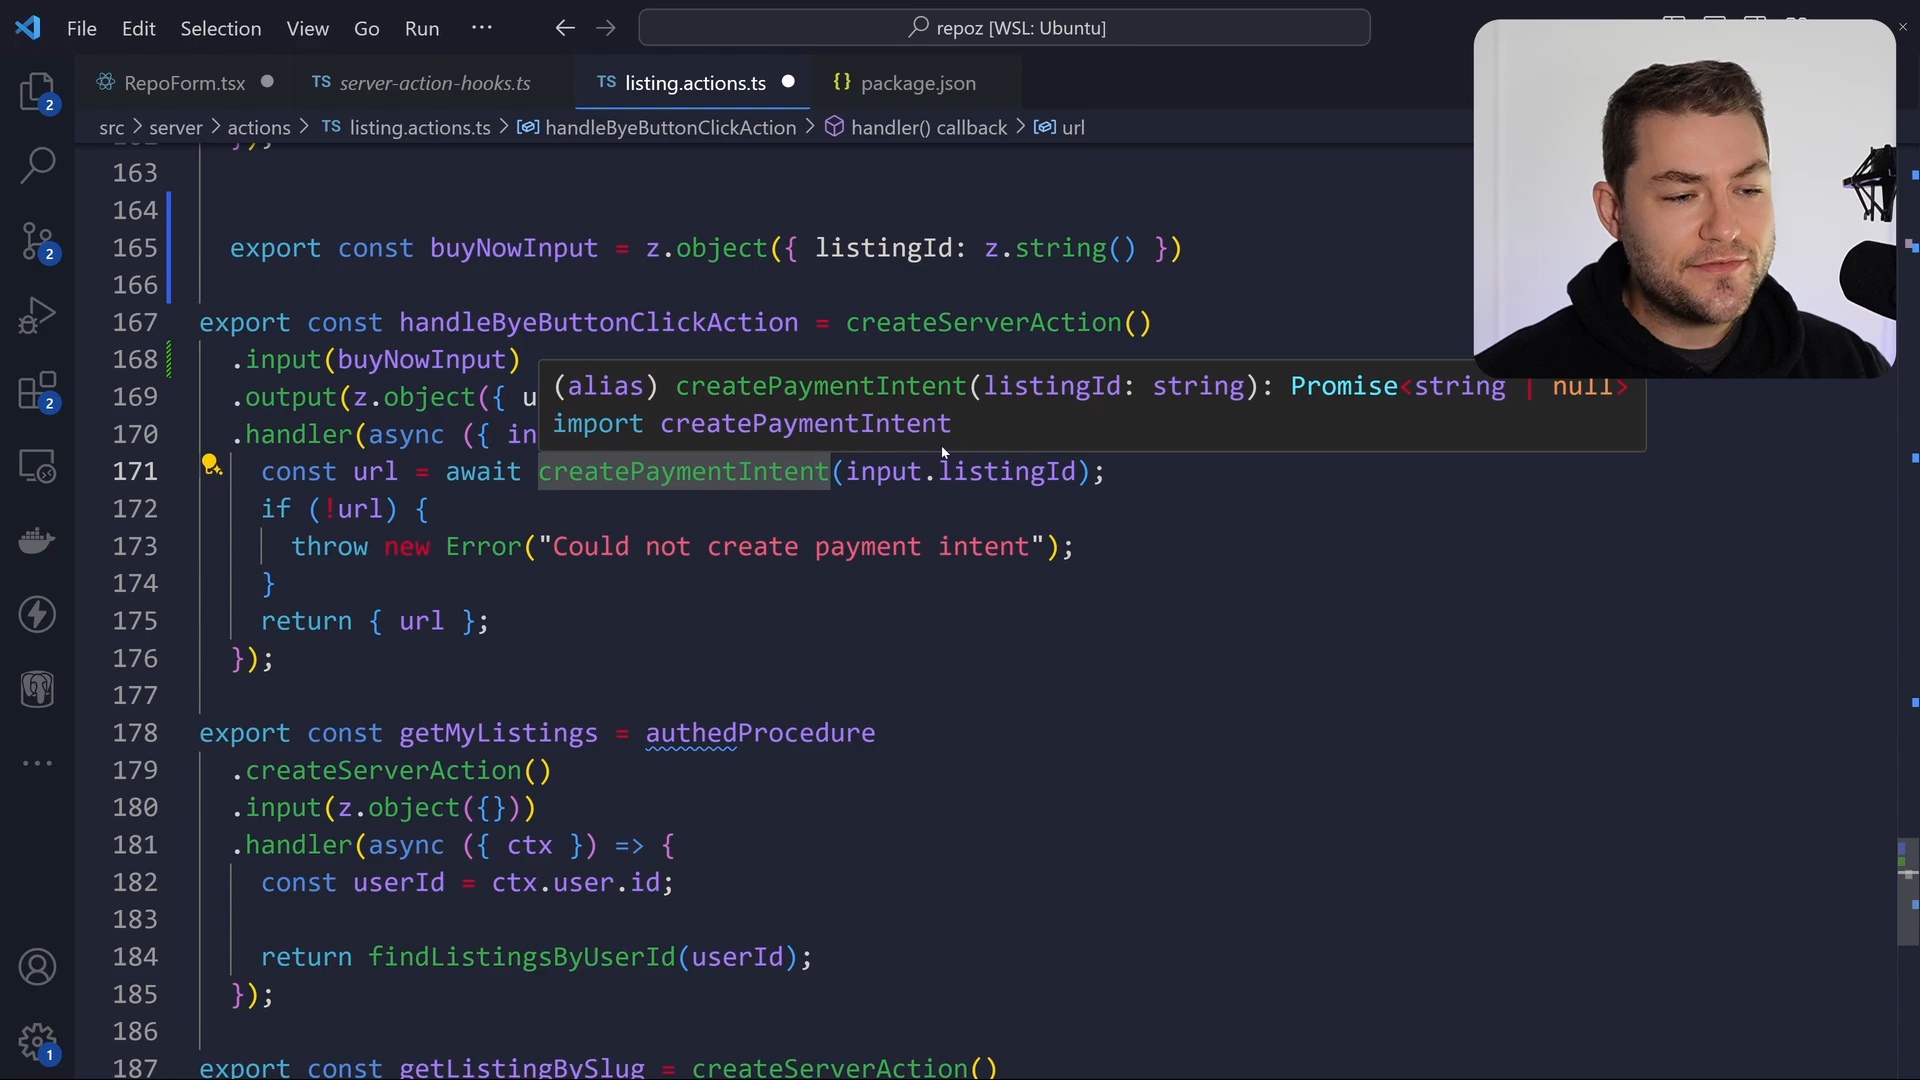 File Edit Selection View Go Run ...
repoz [WSL: Ubuntu]
RepoForm.tsx
TS server-action-hooks.ts
TS listing.actions.ts
{} package.json
src > server > actions > TS listing.actions.ts > handleByeButtonClickAction > handler() callback > url
163
164
165 export const buyNowInput = z.object({ listingId: z.string() })
166
167 export const handleByeButtonClickAction = createServerAction()
168 .input(buyNowInput)
(alias) createPaymentIntent(listingId: string): Promise<string | null>
169 .output(z.object({ u
import createPaymentIntent
170 .handler(async ({ in
171 const url = await createPaymentIntent(input.listingId);
172 if (!url) {
173 throw new Error("Could not create payment intent");
174 }
175 return { url };
176 });
177
178 export const getMyListings = authedProcedure
179 .createServerAction()
180 .input(z.object({}))
181 .handler(async ({ ctx }) => {
182 const userId = ctx.user.id;
183
184 return findListingsByUserId(userId);
185 });
186
187 export const getListingBySlug = createServerAction()
2
2
2
1